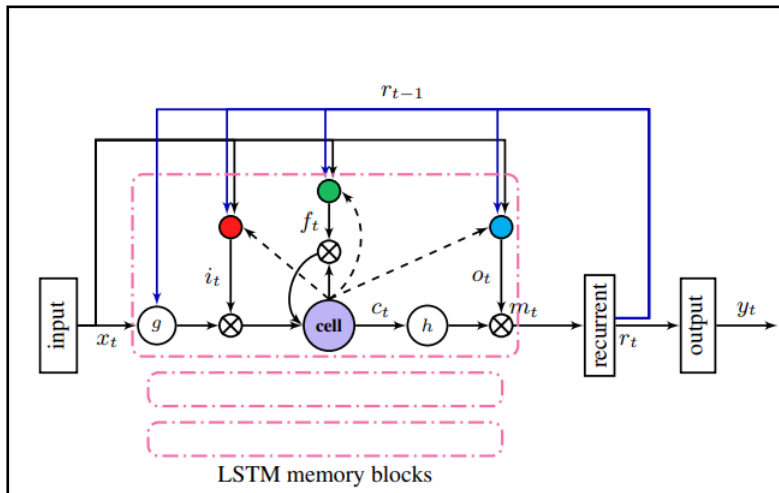 r_{t−1}
f_t
i_t
o_t
input
x_t
g
cell
c_t
h
m_t
recurrent
r_t
output
y_t
LSTM memory blocks